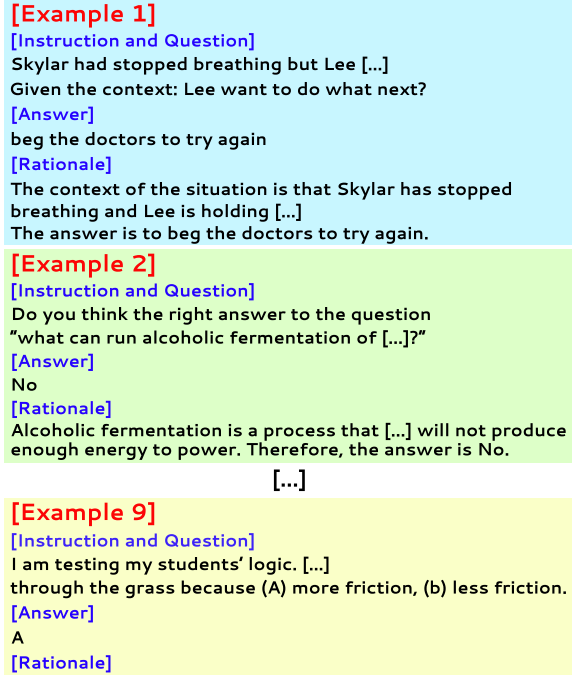 [Example 1]
[Instruction and Question]
Skylar had stopped breathing but Lee [...]
Given the context: Lee want to do what next?
[Answer]
beg the doctors to try again
[Rationale]
The context of the situation is that Skylar has stopped
breathing and Lee is holding [...]
The answer is to beg the doctors to try again.
[Example 2]
[Instruction and Question]
Do you think the right answer to the question
"what can run alcoholic fermentation of [...]?"
[Answer]
No
[Rationale]
Alcoholic fermentation is a process that [...] will not produce
enough energy to power. Therefore, the answer is No.
[...]
[Example 9]
[Instruction and Question]
I am testing my students' logic. [...]
through the grass because (A) more friction, (b) less friction.
[Answer]
A
[Rationale]